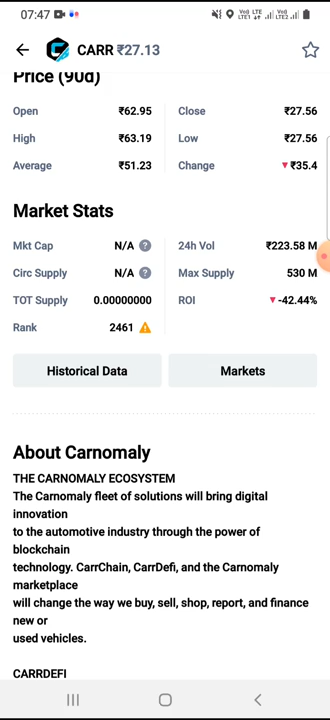 07:47
VoD LTE LTE1 VoD LTE2
CARR ₹27.13
Price (90d)
Open ₹62.95 Close ₹27.56
High ₹63.19 Low ₹27.56
Average ₹51.23 Change ▼₹35.4
Market Stats
Mkt Cap N/A ? 24h Vol ₹223.58 M
Circ Supply N/A ? Max Supply 530 M
TOT Supply 0.00000000 ROI ▼-42.44%
Rank 2461
Historical Data Markets
About Carnomaly
THE CARNOMALY ECOSYSTEM
The Carnomaly fleet of solutions will bring digital
innovation
to the automotive industry through the power of
blockchain
technology. CarrChain, CarrDefi, and the Carnomaly
marketplace
will change the way we buy, sell, shop, report, and finance
new or
used vehicles.
CARRDEFI